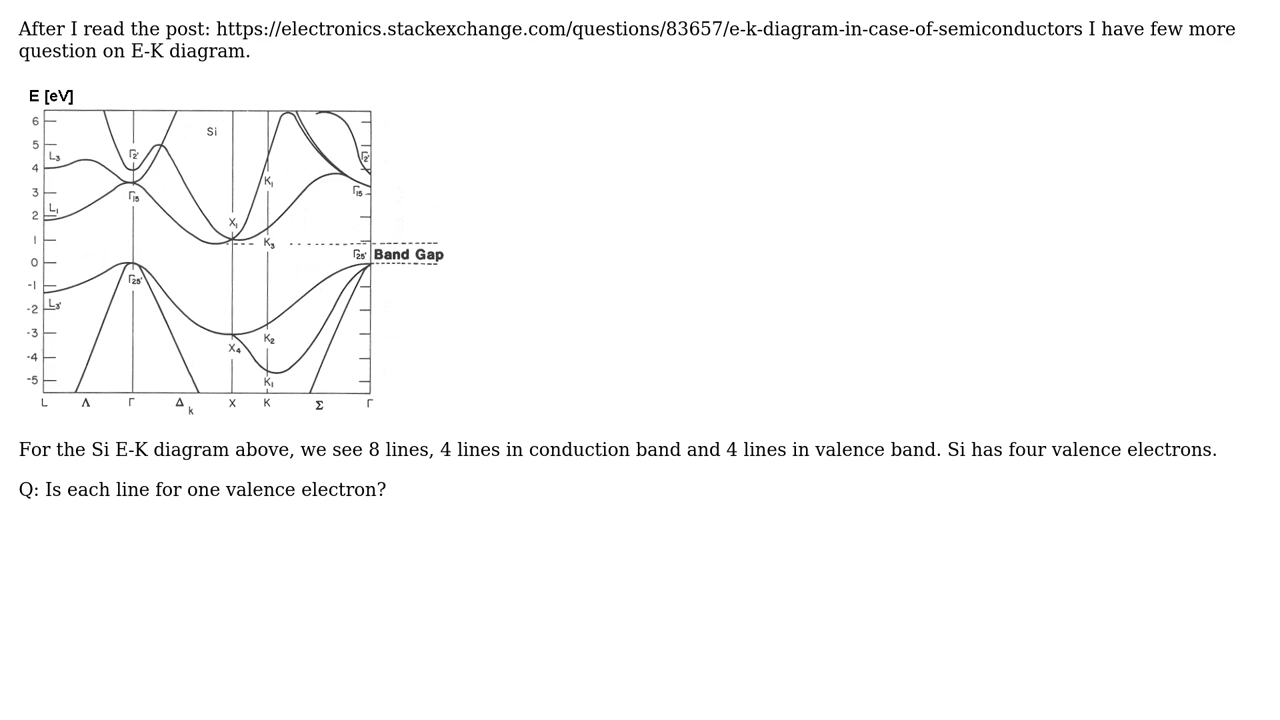 After I read the post: https://electronics.stackexchange.com/questions/83657/e-k-diagram-in-case-of-semiconductors I have few more
question on E-K diagram.
E [eV]
6
5
4
3
2
1
0
-1
-2
-3
-4
-5
Si
L₃
L₁
L₃'
Γ₂'
Γ₁₅
Γ₂₅'
X₁
X₄
K₁
K₃
K₂
K₁
Γ₂'
Γ₁₅
Γ₂₅' Band Gap
L Λ Γ Δ k X K Σ Γ
For the Si E-K diagram above, we see 8 lines, 4 lines in conduction band and 4 lines in valence band. Si has four valence electrons.
Q: Is each line for one valence electron?